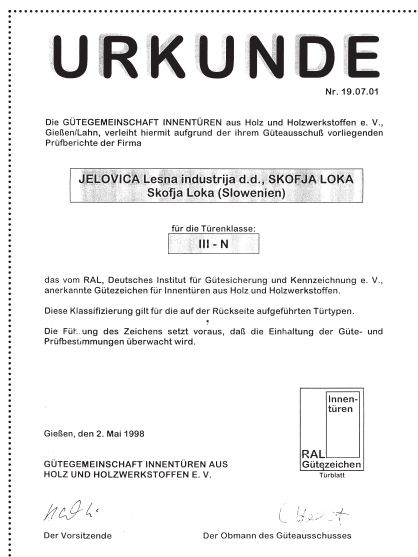 URKUNDE
Nr. 19.07.01
Die GÜTEGEMEINSCHAFT INNENTÜREN aus Holz und Holzwerkstoffen e. V.,
Gießen/Lahn, verleiht hiermit aufgrund der ihrem Güteausschuß vorliegenden
Prüfberichte der Firma
JELOVICA Lesna industrija d.d., SKOFJA LOKA
Skofja Loka (Slowenien)
für die Türenklasse:
III - N
das vom RAL, Deutsches Institut für Gütesicherung und Kennzeichnung e. V.,
anerkannte Gütezeichen für Innentüren aus Holz und Holzwerkstoffen.
Diese Klassifizierung gilt für die auf der Rückseite aufgeführten Türtypen.
Die Führung des Zeichens setzt voraus, daß die Einhaltung der Güte- und
Prüfbestimmungen überwacht wird.
Innen-
türen
RAL
Gütezeichen
Türblatt
Gießen, den 2. Mai 1998
GÜTEGEMEINSCHAFT INNENTÜREN AUS
HOLZ UND HOLZWERKSTOFFEN E. V.
Der Vorsitzende
Der Obmann des Güteausschusses